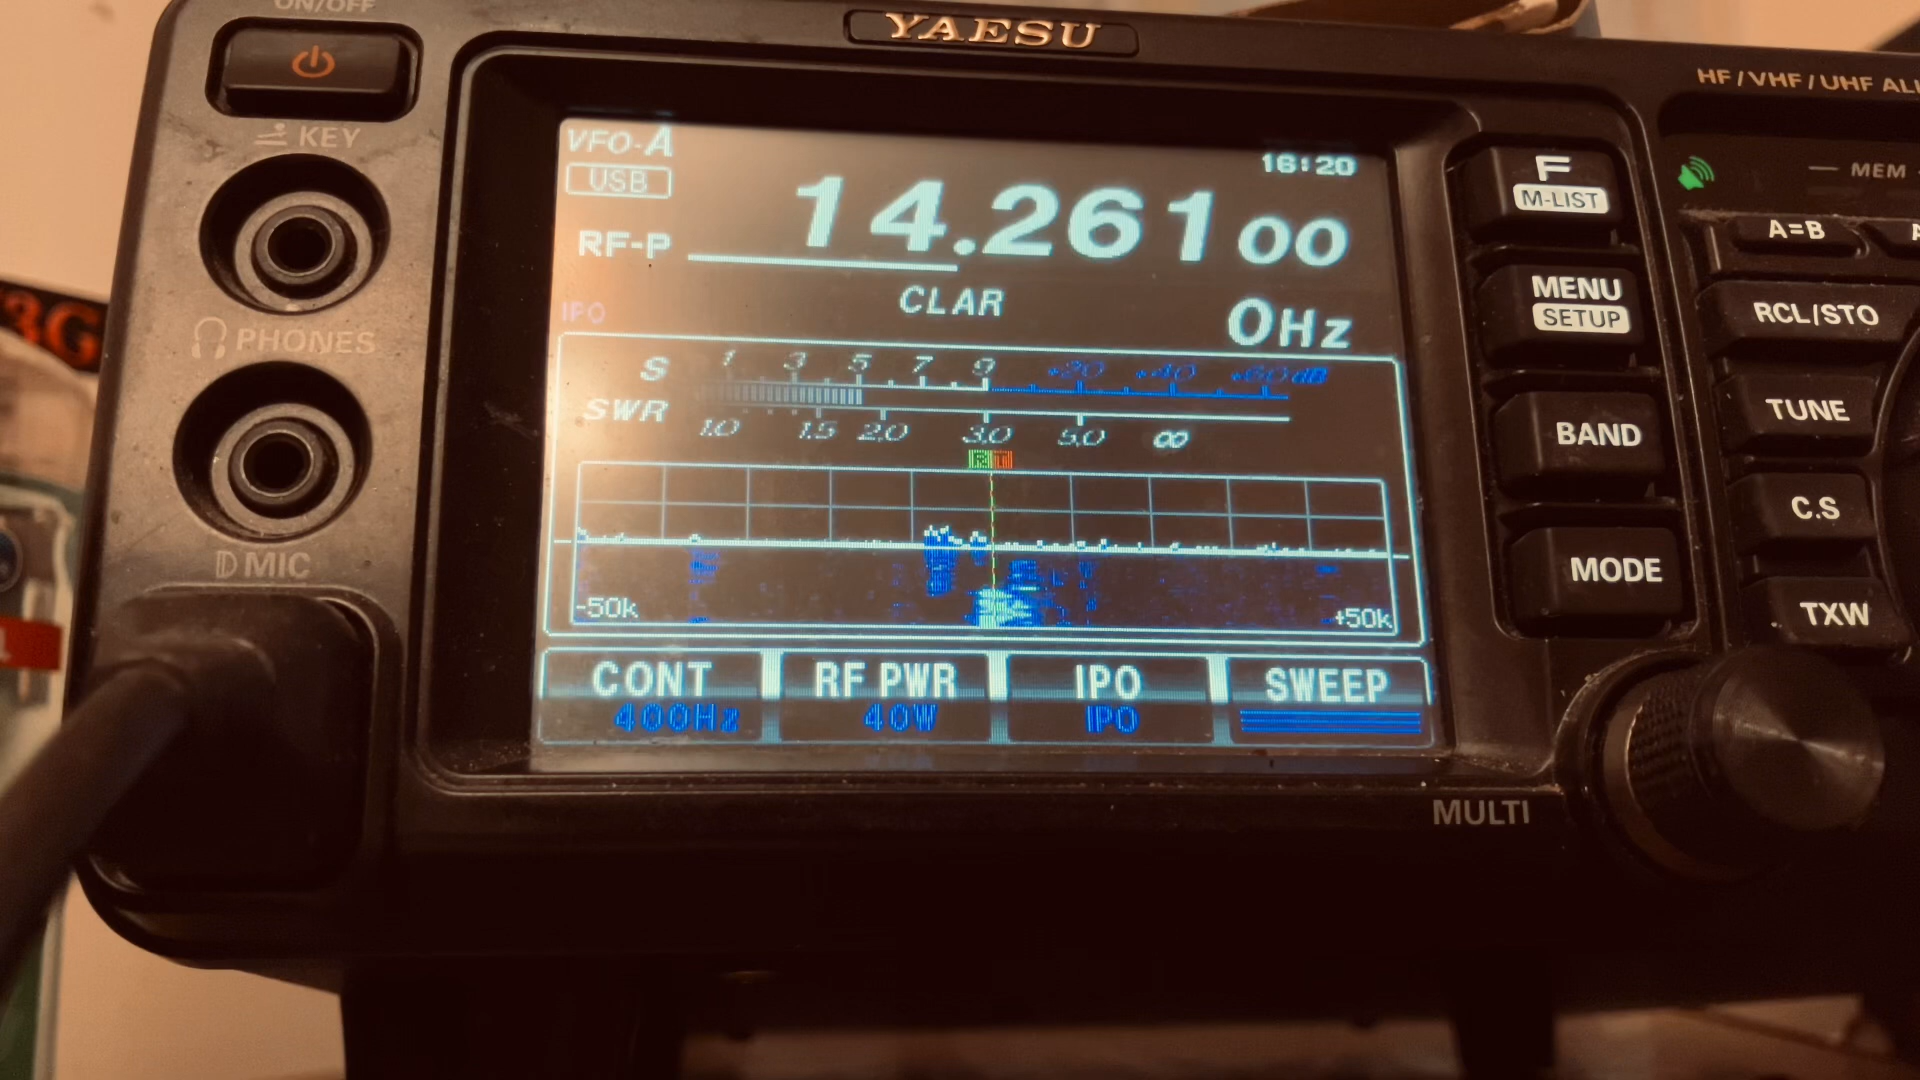 ON/OFF
YAESU
HF/VHF/UHF
KEY
PHONES
MIC
3G
VFO-A
16:20
USB
14.261 00
RF-P
IPO
CLAR
0Hz
S 1 3 5 7 9 +20 +40 +60dB
SWR
1.0 1.5 2.0 3.0 5.0 ∞
R T
-50k
+50k
CONT
RF PWR
IPO
SWEEP
400Hz
40W
IPO
F
M-LIST
MENU
SETUP
BAND
MODE
MULTI
MEM
A=B
RCL/STO
TUNE
C.S
TXW